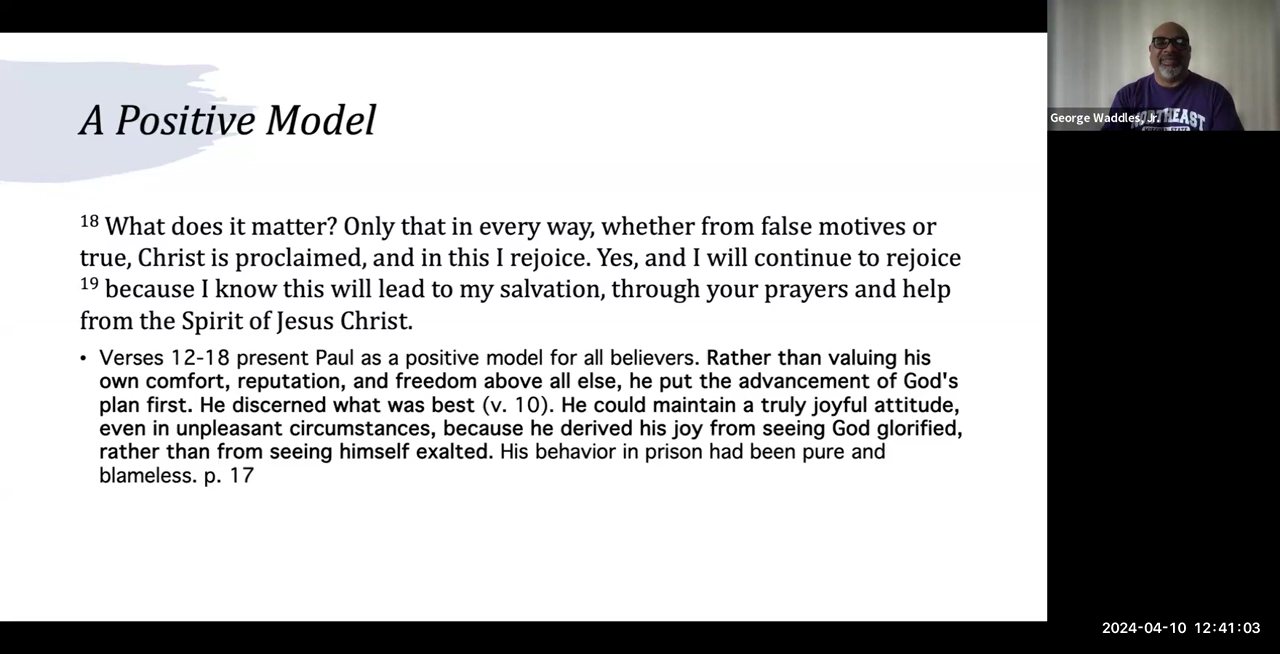 A Positive Model
18 What does it matter? Only that in every way, whether from false motives or
true, Christ is proclaimed, and in this I rejoice. Yes, and I will continue to rejoice
19 because I know this will lead to my salvation, through your prayers and help
from the Spirit of Jesus Christ.
• Verses 12-18 present Paul as a positive model for all believers. Rather than valuing his
own comfort, reputation, and freedom above all else, he put the advancement of God's
plan first. He discerned what was best (v. 10). He could maintain a truly joyful attitude,
even in unpleasant circumstances, because he derived his joy from seeing God glorified,
rather than from seeing himself exalted. His behavior in prison had been pure and
blameless. p. 17
George Waddles, Jr.
NORTHEAST
2024-04-10 12:41:03